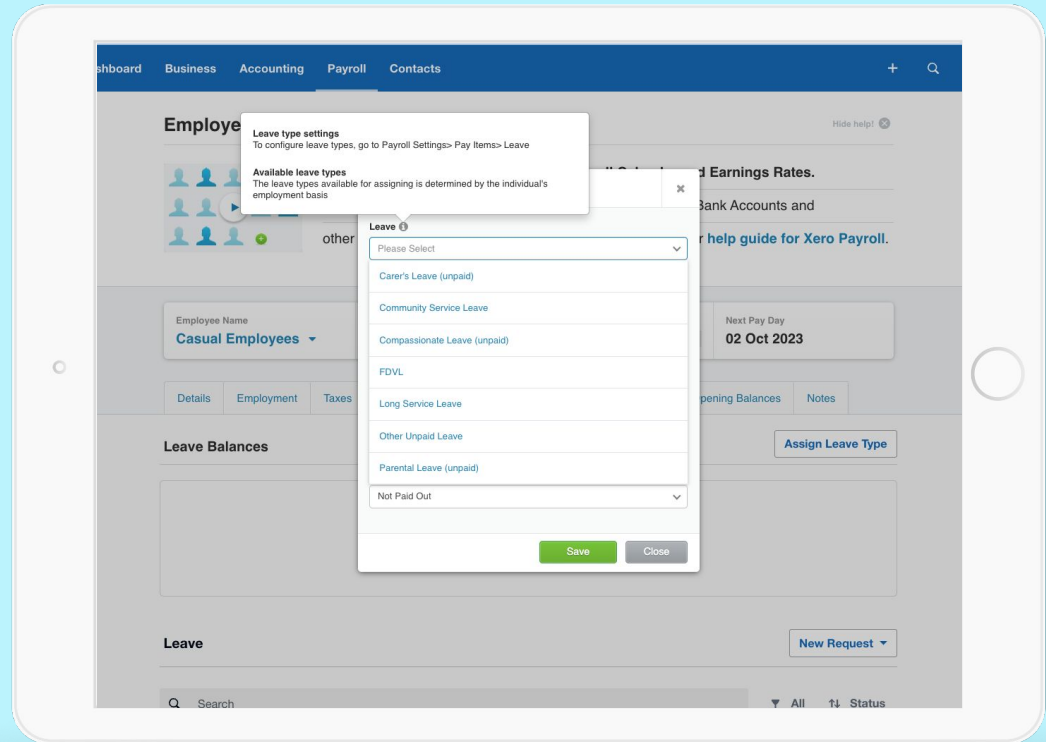 shboard Business Accounting Payroll Contacts
Employe
Hide help!
Leave type settings
To configure leave types, go to Payroll Settings> Pay Items> Leave
Available leave types
The leave types available for assigning is determined by the individual's
employment basis
d Earnings Rates.
Bank Accounts and
other
r help guide for Xero Payroll.
Leave
Please Select
Carer's Leave (unpaid)
Community Service Leave
Compassionate Leave (unpaid)
FDVL
Long Service Leave
Other Unpaid Leave
Parental Leave (unpaid)
Not Paid Out
Save Close
Employee Name
Casual Employees
Next Pay Day
02 Oct 2023
Details Employment Taxes
pening Balances Notes
Leave Balances
Assign Leave Type
Leave
New Request
Search
All Status